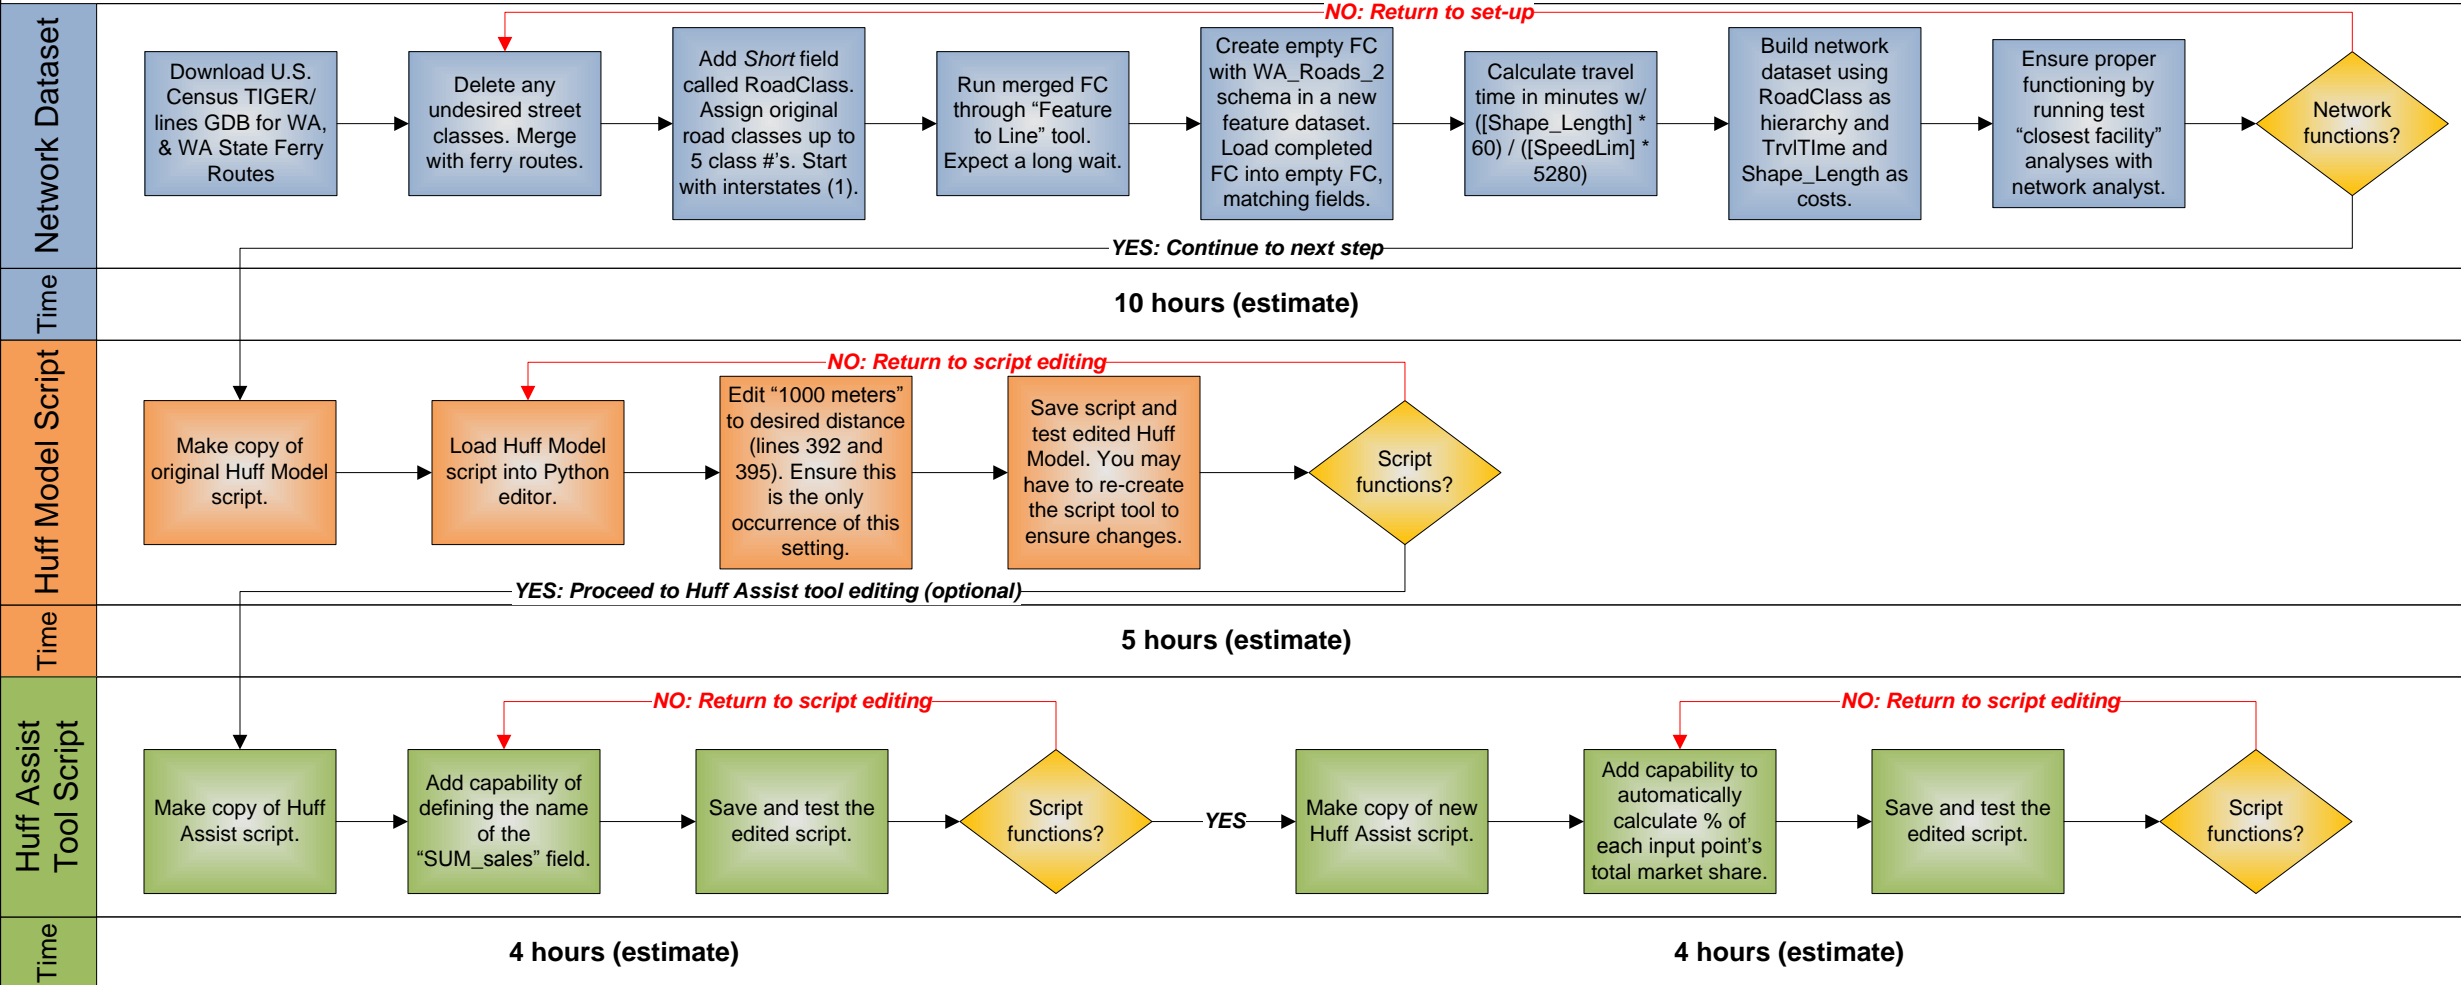 Network Dataset
NO: Return to set-up
Download U.S.
Census TIGER/
lines GDB for WA,
& WA State Ferry
Routes
Delete any
undesired street
classes. Merge
with ferry routes.
Add Short field
called RoadClass.
Assign original
road classes up to
5 class #’s. Start
with interstates (1).
Run merged FC
through “Feature
to Line” tool.
Expect a long wait.
Create empty FC
with WA_Roads_2
schema in a new
feature dataset.
Load completed
FC into empty FC,
matching fields.
Calculate travel
time in minutes w/
([Shape_Length] *
60) / ([SpeedLim] *
5280)
Build network
dataset using
RoadClass as
hierarchy and
TrvlTIme and
Shape_Length as
costs.
Ensure proper
functioning by
running test
“closest facility”
analyses with
network analyst.
Network
functions?
YES: Continue to next step
Time
10 hours (estimate)
Huff Model Script
NO: Return to script editing
Make copy of
original Huff Model
script.
Load Huff Model
script into Python
editor.
Edit “1000 meters”
to desired distance
(lines 392 and
395). Ensure this
is the only
occurrence of this
setting.
Save script and
test edited Huff
Model. You may
have to re-create
the script tool to
ensure changes.
Script
functions?
YES: Proceed to Huff Assist tool editing (optional)
Time
5 hours (estimate)
Huff Assist
Tool Script
NO: Return to script editing
Make copy of Huff
Assist script.
Add capability of
defining the name
of the
“SUM_sales” field.
Save and test the
edited script.
Script
functions?
YES
NO: Return to script editing
Make copy of new
Huff Assist script.
Add capability to
automatically
calculate % of
each input point’s
total market share.
Save and test the
edited script.
Script
functions?
Time
4 hours (estimate)
4 hours (estimate)